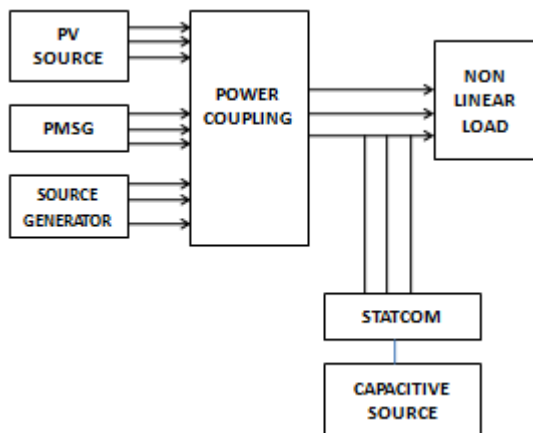 PV
SOURCE
PMSG
SOURCE
GENERATOR
POWER
COUPLING
NON
LINEAR
LOAD
STATCOM
CAPACITIVE
SOURCE